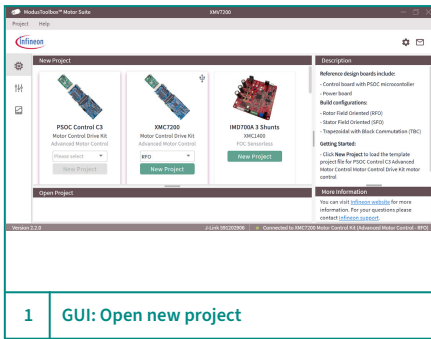 ModusToolbox™ Motor Suite
XMV7200
Project Help
infineon
New Project
PSOC Control C3
Motor Control Drive Kit
Advanced Motor Control
Please select
New Project
XMC7200
Motor Control Drive Kit
Advanced Motor Control
RFO
New Project
IMD700A 3 Shunts
XMC1400
FOC Sensorless
New Project
Open Project
Description
Reference design boards include:
- Control board with PSOC microcontroller
- Power board
Build configurations:
- Rotor Field Oriented (RFO)
- Stator Field Oriented (SFO)
- Trapesoidal with Block Commutation (TBC)
Getting Started:
- Click New Project to load the template
project file for PSOC Control C3 Advanced
Motor Control Motor Control Drive Kit motor
control
More Information
You can visit Infineon website for more
information. For your questions please
contact Infineon support.
Version 2.2.0
J-Link 591203906
Connected to XMC7200 Motor Control Kit (Advanced Motor Control - RFO)
1 GUI: Open new project